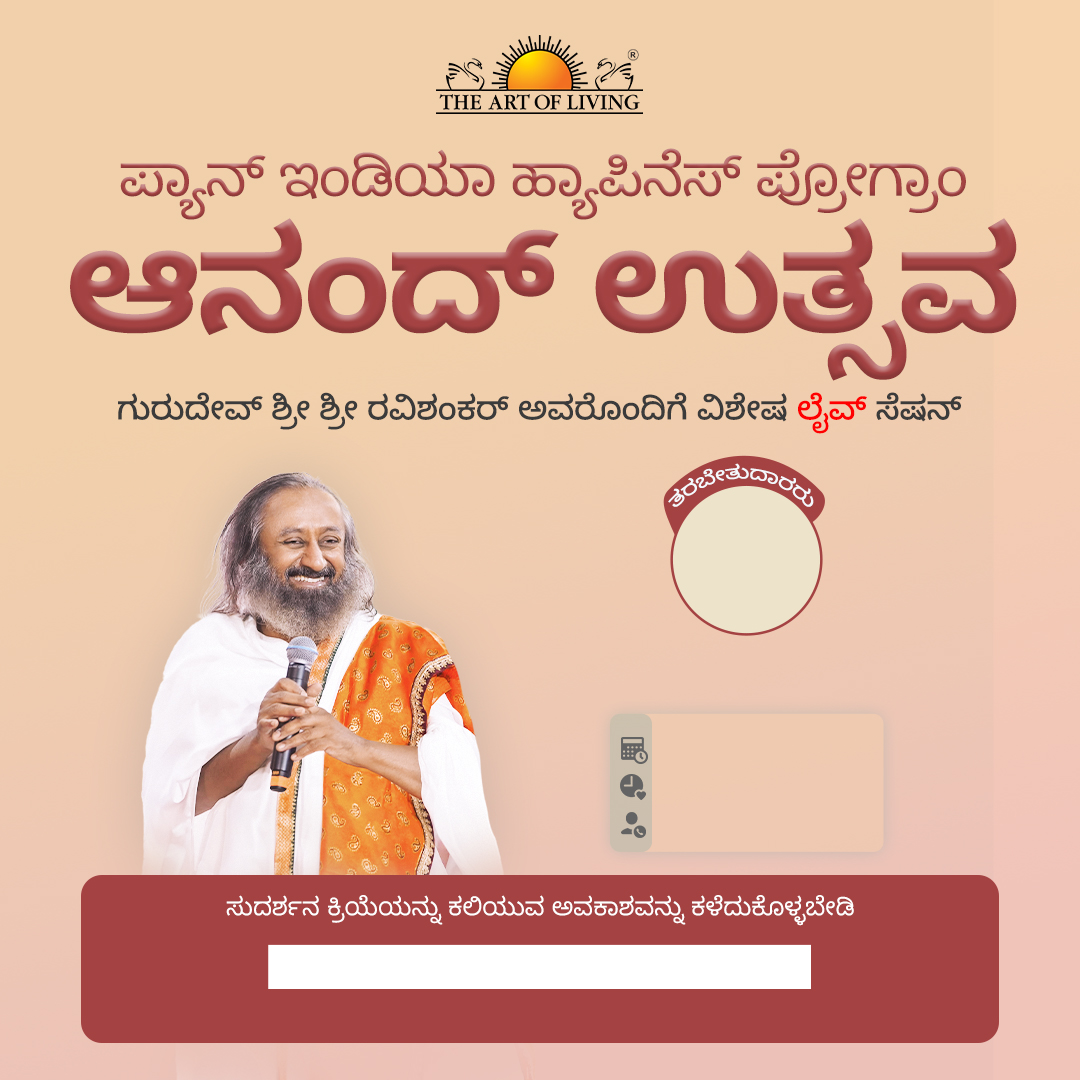 THE ART OF LIVING ®
ಪ್ಯಾನ್ ಇಂಡಿಯಾ ಹ್ಯಾಪಿನೆಸ್ ಪ್ರೋಗ್ರಾಂ
ಆನಂದ್ ಉತ್ಸವ
ಗುರುದೇವ್ ಶ್ರೀ ಶ್ರೀ ರವಿಶಂಕರ್ ಅವರೊಂದಿಗೆ ವಿಶೇಷ ಲೈವ್ ಸೆಷನ್
ತರಬೇತುದಾರರು
ಸುದರ್ಶನ ಕ್ರಿಯೆಯನ್ನು ಕಲಿಯುವ ಅವಕಾಶವನ್ನು ಕಳೆದುಕೊಳ್ಳಬೇಡಿ